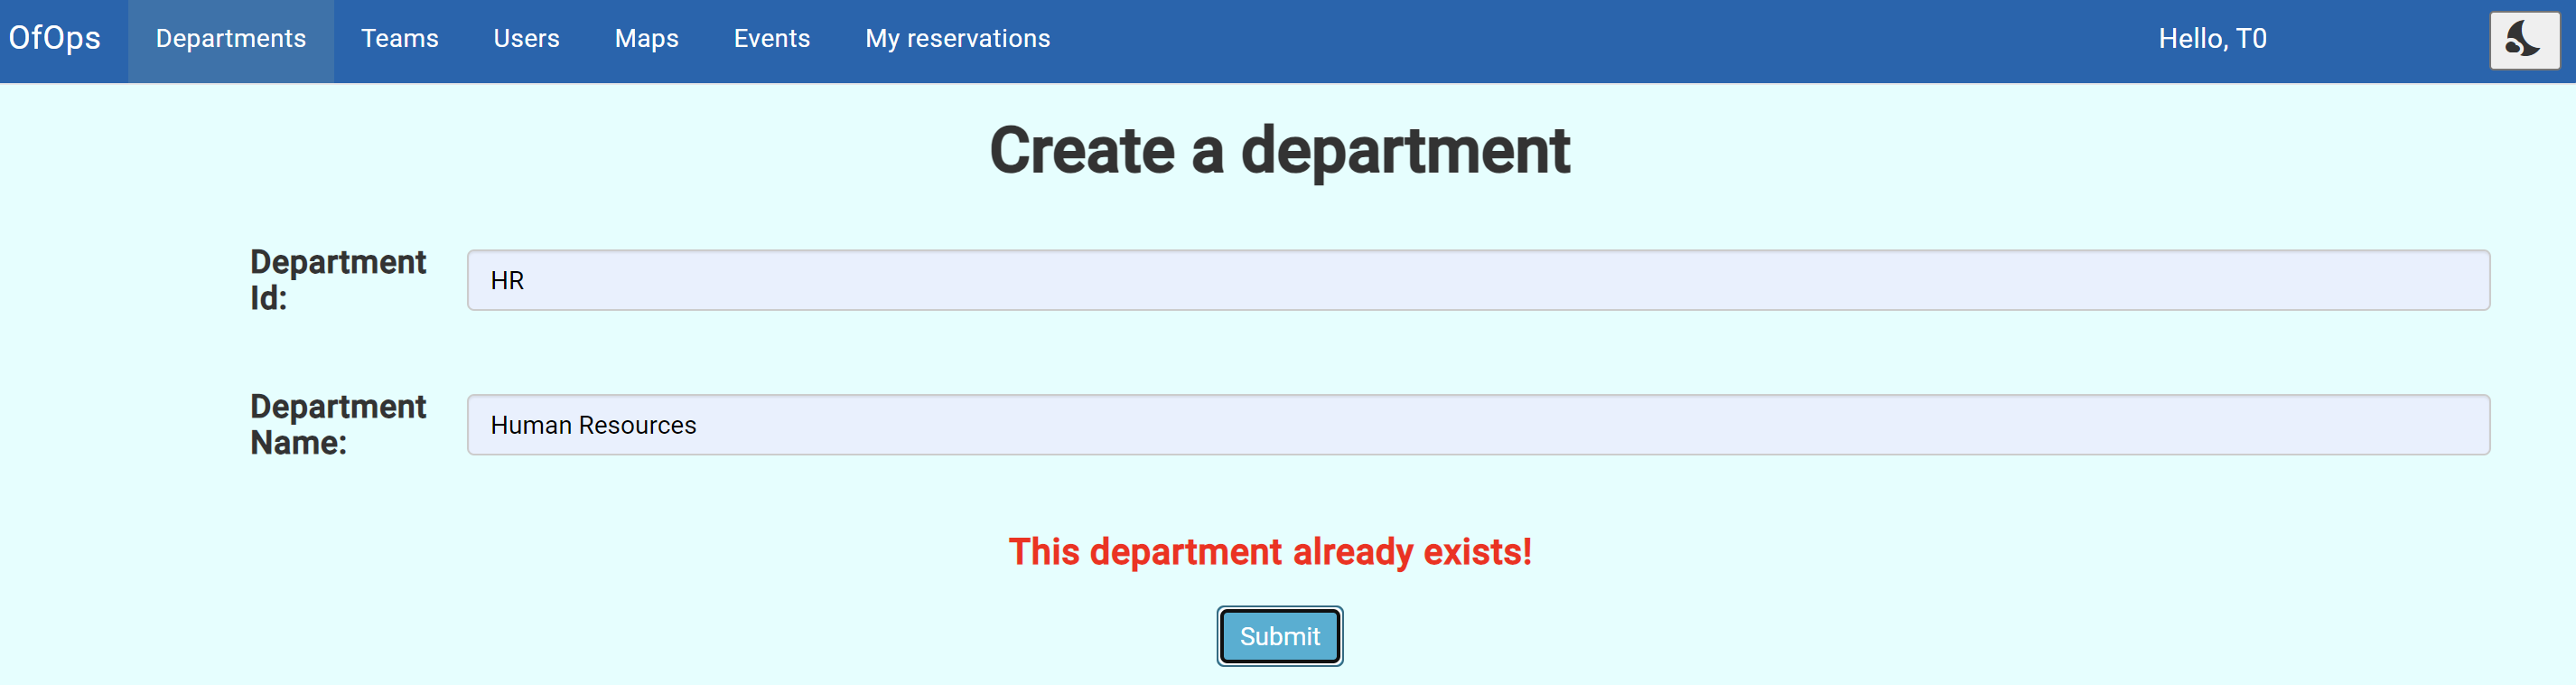 OfOps Departments Teams Users Maps Events My reservations Hello, T0
Create a department
Department
Id:
HR
Department
Name:
Human Resources
This department already exists!
Submit